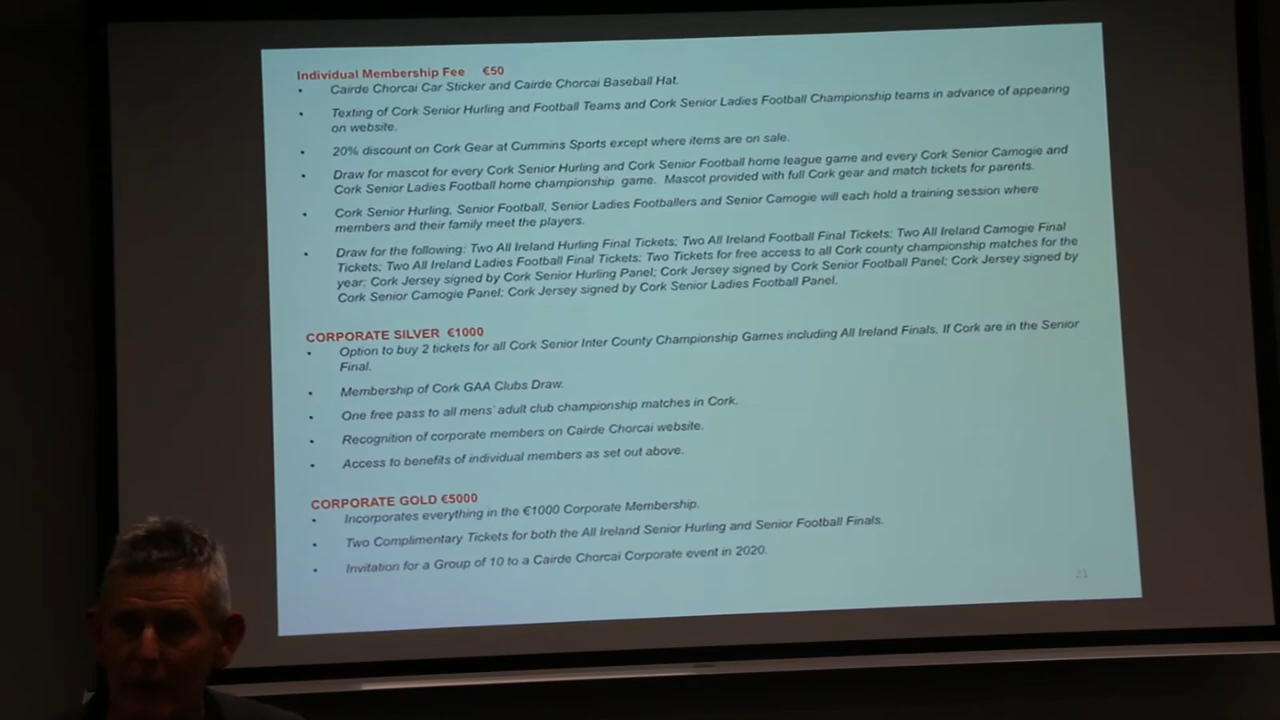 Individual Membership Fee €50
• Cairde Chorcai Car Sticker and Cairde Chorcai Baseball Hat.
• Texting of Cork Senior Hurling and Football Teams and Cork Senior Ladies Football Championship teams in advance of appearing
on website.
• 20% discount on Cork Gear at Cummins Sports except where items are on sale.
• Draw for mascot for every Cork Senior Hurling and Cork Senior Football home league game and every Cork Senior Camogie and
Cork Senior Ladies Football home championship game. Mascot provided with full Cork gear and match tickets for parents.
• Cork Senior Hurling, Senior Football, Senior Ladies Footballers and Senior Camogie will each hold a training session where
members and their family meet the players.
• Draw for the following: Two All Ireland Hurling Final Tickets; Two All Ireland Football Final Tickets; Two All Ireland Camogie Final
Tickets; Two All Ireland Ladies Football Final Tickets; Two Tickets for free access to all Cork county championship matches for the
year; Cork Jersey signed by Cork Senior Hurling Panel; Cork Jersey signed by Cork Senior Football Panel; Cork Jersey signed by
Cork Senior Camogie Panel; Cork Jersey signed by Cork Senior Ladies Football Panel.
CORPORATE SILVER €1000
• Option to buy 2 tickets for all Cork Senior Inter County Championship Games including All Ireland Finals, If Cork are in the Senior
Final.
• Membership of Cork GAA Clubs Draw.
• One free pass to all mens' adult club championship matches in Cork.
• Recognition of corporate members on Cairde Chorcai website.
• Access to benefits of individual members as set out above.
CORPORATE GOLD €5000
• Incorporates everything in the €1000 Corporate Membership.
• Two Complimentary Tickets for both the All Ireland Senior Hurling and Senior Football Finals.
• Invitation for a Group of 10 to a Cairde Chorcai Corporate event in 2020.
21